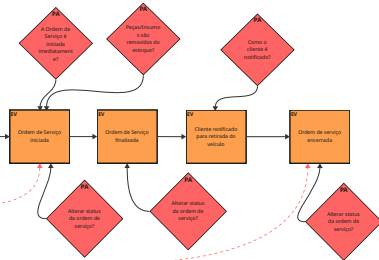 PA
A Ordem de
Serviço é
iniciada
imediatament
e?
PA
Peças/Insumo
s são
removidos do
estoque?
PA
Como o
cliente é
notificado?
EV
Ordem de Serviço
iniciada
EV
Ordem de Serviço
finalizada
EV
Cliente notificado
para retirada do
veículo
EV
Ordem de serviço
encerrada
PA
Alterar status
da ordem de
serviço?
PA
Alterar status
da ordem de
serviço?
PA
Alterar status
da ordem de
serviço?